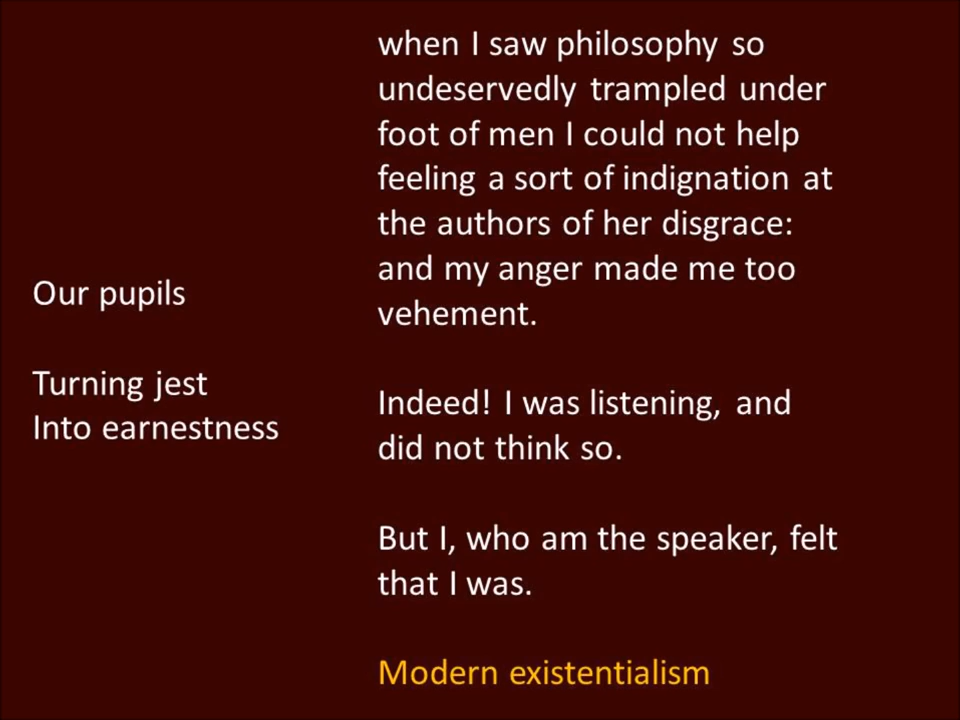 Our pupils
Turning jest
Into earnestness
when I saw philosophy so
undeservedly trampled under
foot of men I could not help
feeling a sort of indignation at
the authors of her disgrace:
and my anger made me too
vehement.
Indeed! I was listening, and
did not think so.
But I, who am the speaker, felt
that I was.
Modern existentialism